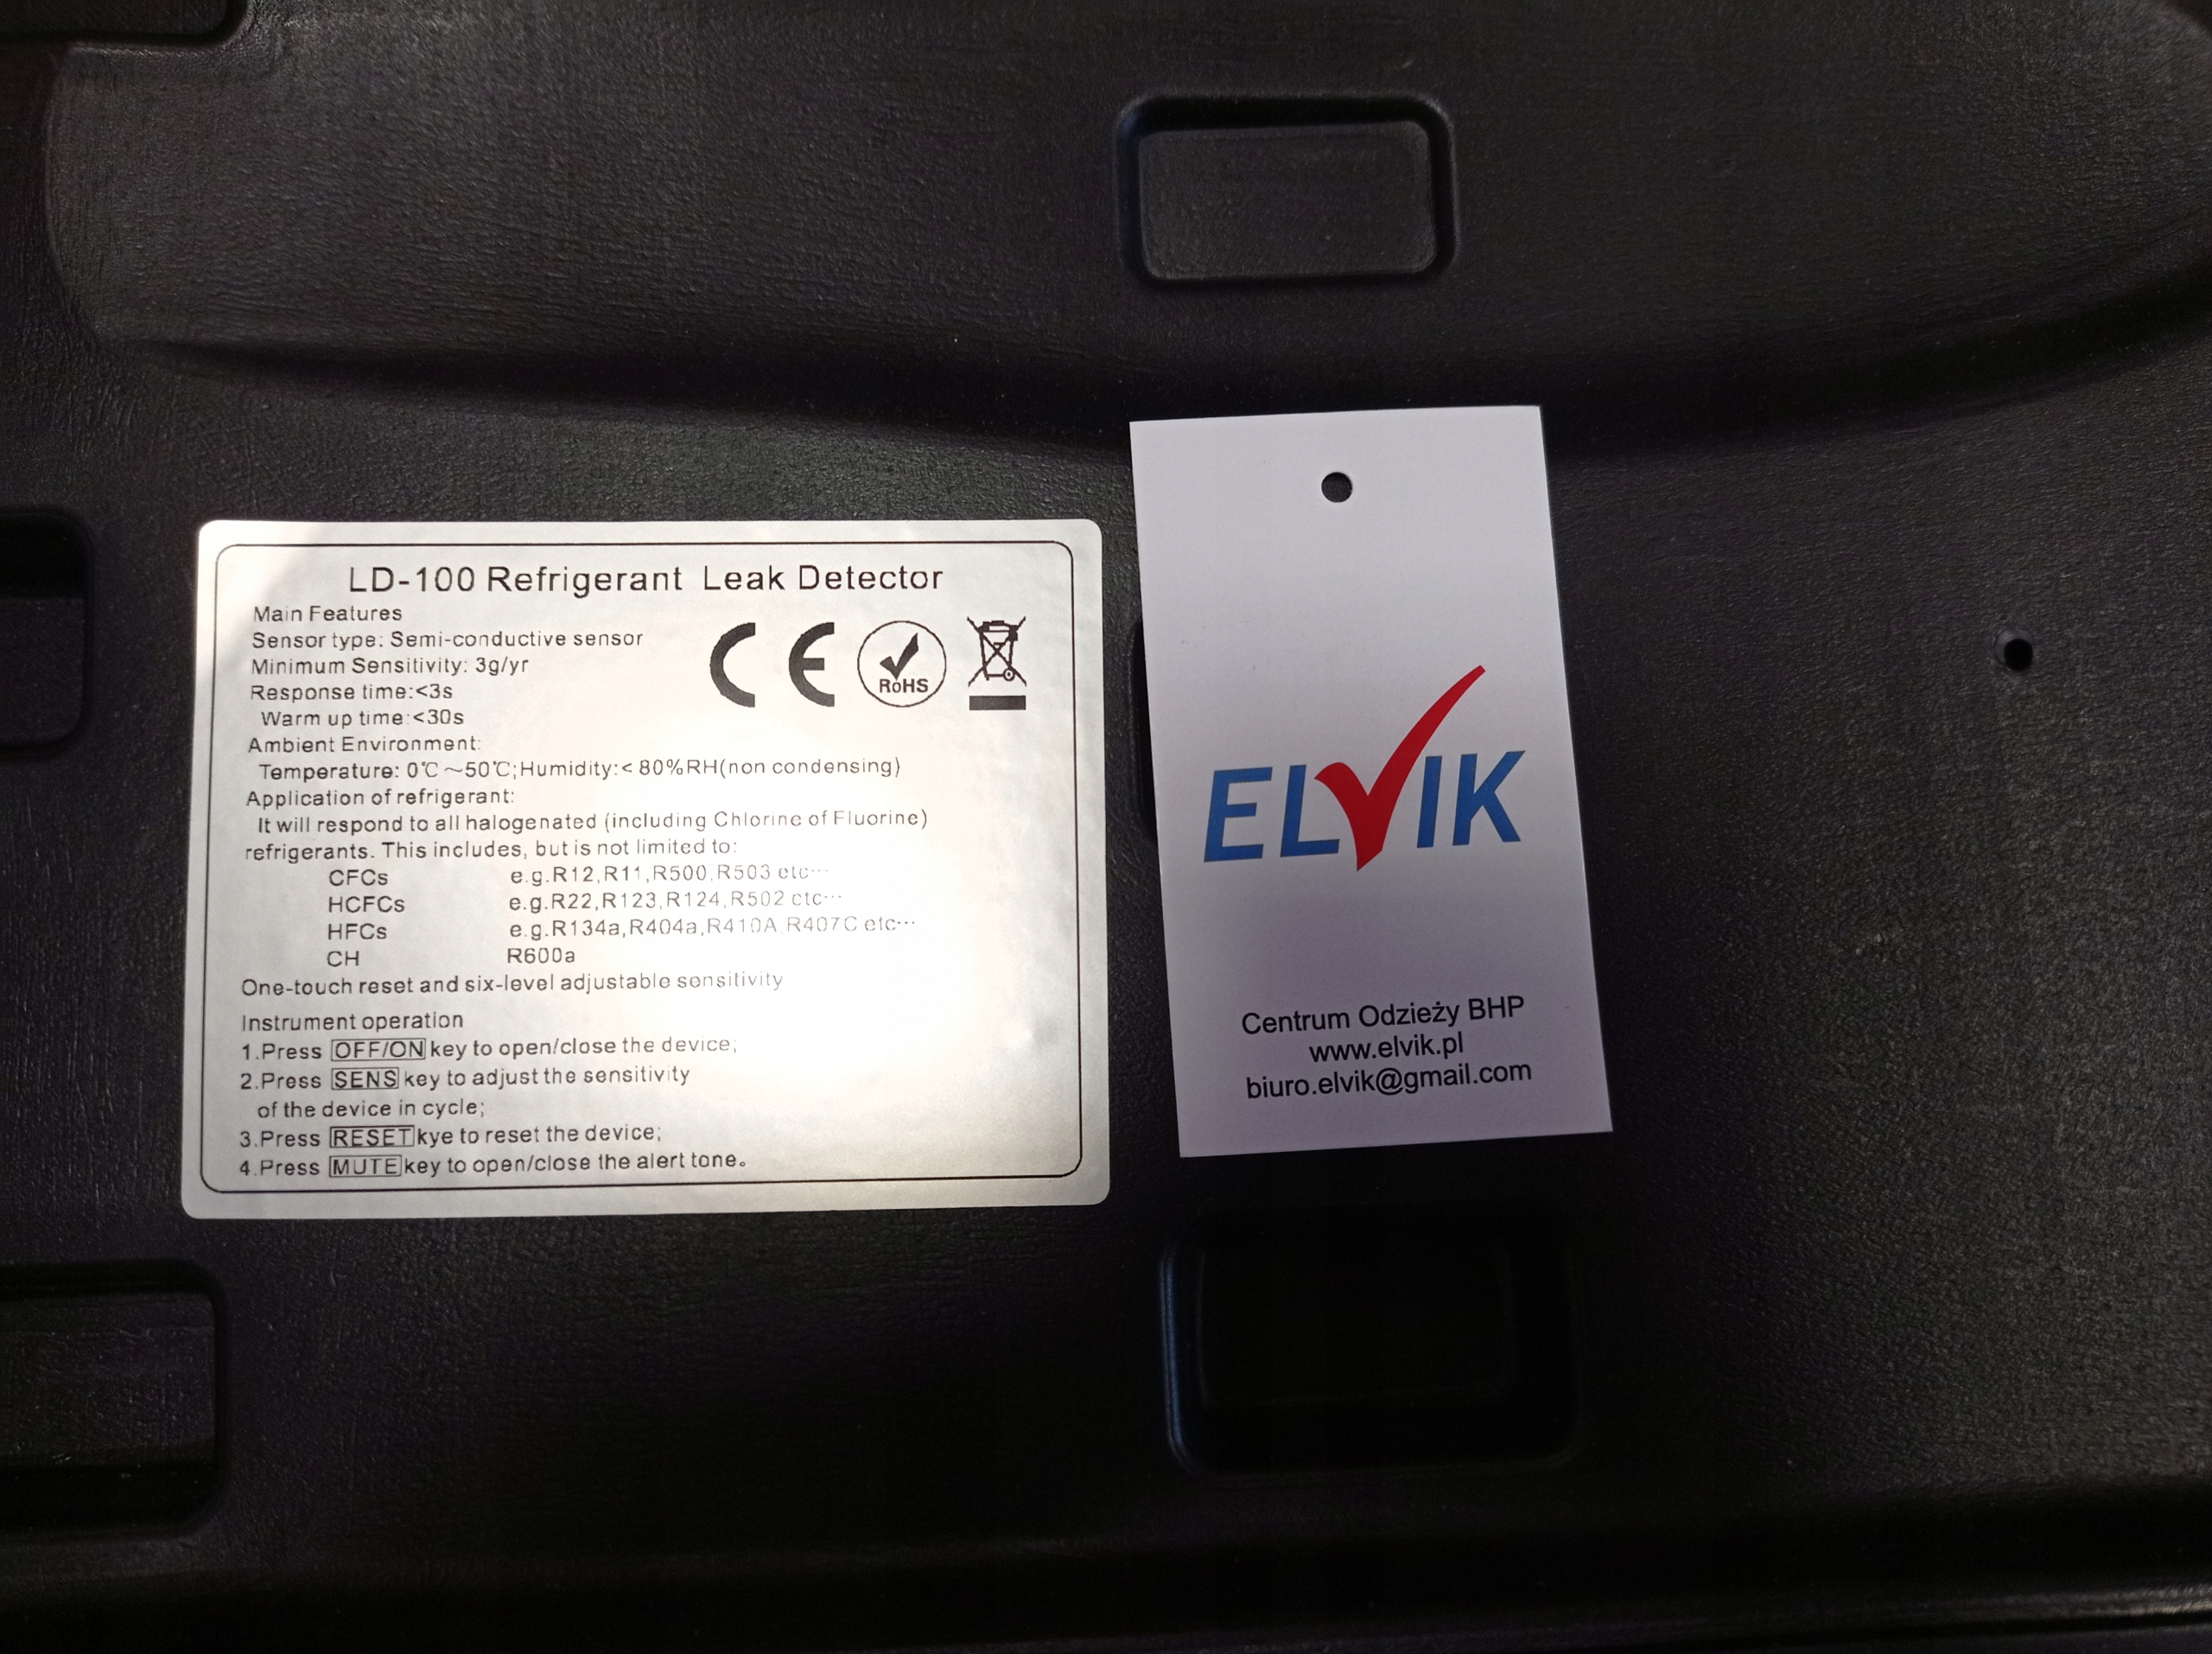 LD-100 Refrigerant Leak Detector
Main Features
Sensor type: Semi-conductive sensor
Minimum Sensitivity: 3g/yr
Response time:<3s
Warm up time:<30s
CE
RoHS
Ambient Environment:
Temperature: 0℃ ~50℃;Humidity:< 80%RH(non condensing)
Application of refrigerant:
It will respond to all halogenated (including Chlorine of Fluorine)
refrigerants. This includes, but is not limited to:
CFCs e.g.R12,R11,R500,R503 etc···
HCFCs e.g.R22,R123,R124,R502 etc···
HFCs e.g.R134a,R404a,R410A,R407C etc···
CH R600a
One-touch reset and six-level adjustable sensitivity
Instrument operation
1.Press OFF/ON key to open/close the device;
2.Press SENS key to adjust the sensitivity
of the device in cycle;
3.Press RESET kye to reset the device;
4.Press MUTE key to open/close the alert tone。
ELVIK
Centrum Odzieży BHP
www.elvik.pl
biuro.elvik@gmail.com